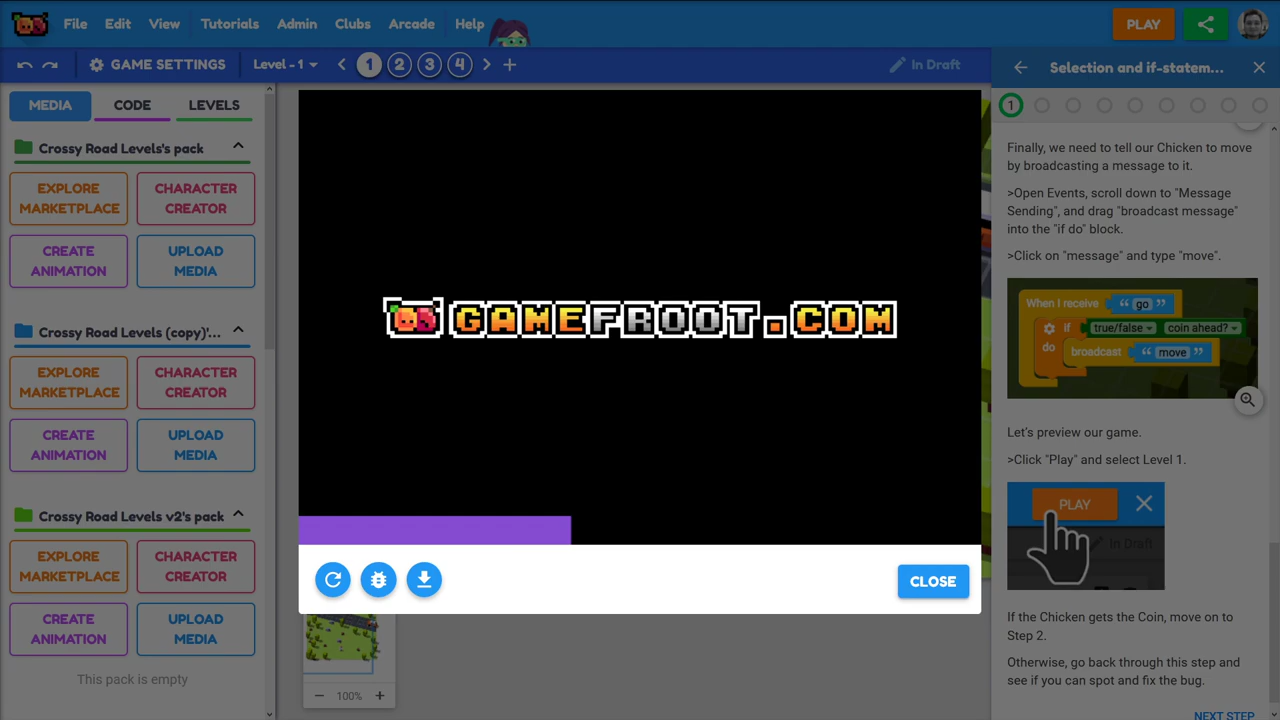 File Edit View Tutorials Admin Clubs Arcade Help
PLAY
GAME SETTINGS Level - 1 1 2 3 4
In Draft
Selection and if-statem...
MEDIA CODE LEVELS
1
Crossy Road Levels's pack
EXPLORE
MARKETPLACE
CHARACTER
CREATOR
CREATE
ANIMATION
UPLOAD
MEDIA
Crossy Road Levels (copy)'...
EXPLORE
MARKETPLACE
CHARACTER
CREATOR
CREATE
ANIMATION
UPLOAD
MEDIA
Crossy Road Levels v2's pack
EXPLORE
MARKETPLACE
CHARACTER
CREATOR
CREATE
ANIMATION
UPLOAD
MEDIA
This pack is empty
GAMEFROOT.COM
CLOSE
100%
Finally, we need to tell our Chicken to move
by broadcasting a message to it.
>Open Events, scroll down to "Message
Sending", and drag "broadcast message"
into the "if do" block.
>Click on "message" and type "move".
When I receive “ go ”
if true/false coin ahead?
do broadcast “ move ”
Let's preview our game.
>Click "Play" and select Level 1.
PLAY
In Draft
If the Chicken gets the Coin, move on to
Step 2.
Otherwise, go back through this step and
see if you can spot and fix the bug.
NEXT STEP